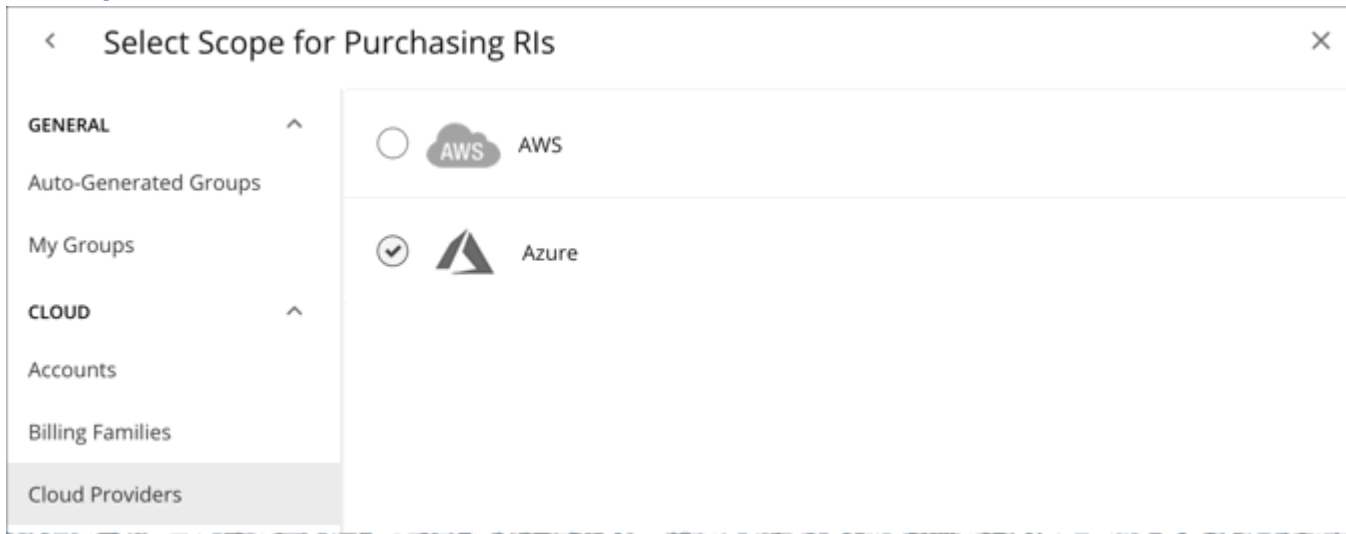 Select Scope for Purchasing RIs
GENERAL
Auto-Generated Groups
My Groups
CLOUD
Accounts
Billing Families
Cloud Providers
AWS AWS
Azure